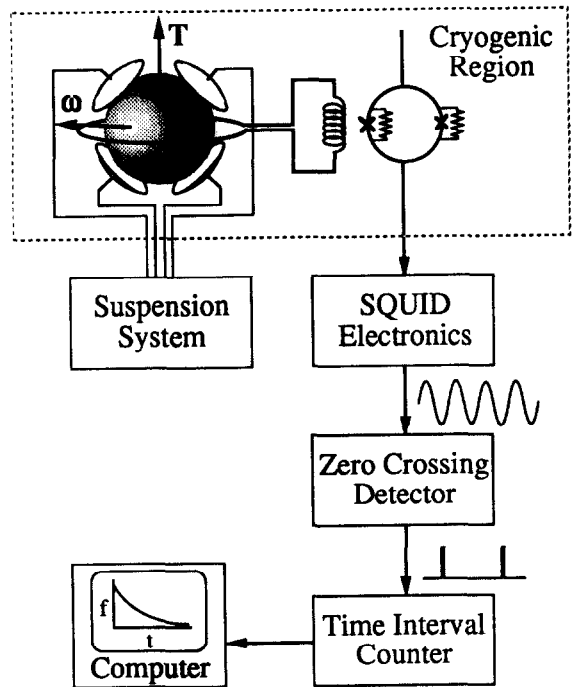 T
Cryogenic
Region
ω
Suspension
System
SQUID
Electronics
Zero Crossing
Detector
f
t
Computer
Time Interval
Counter